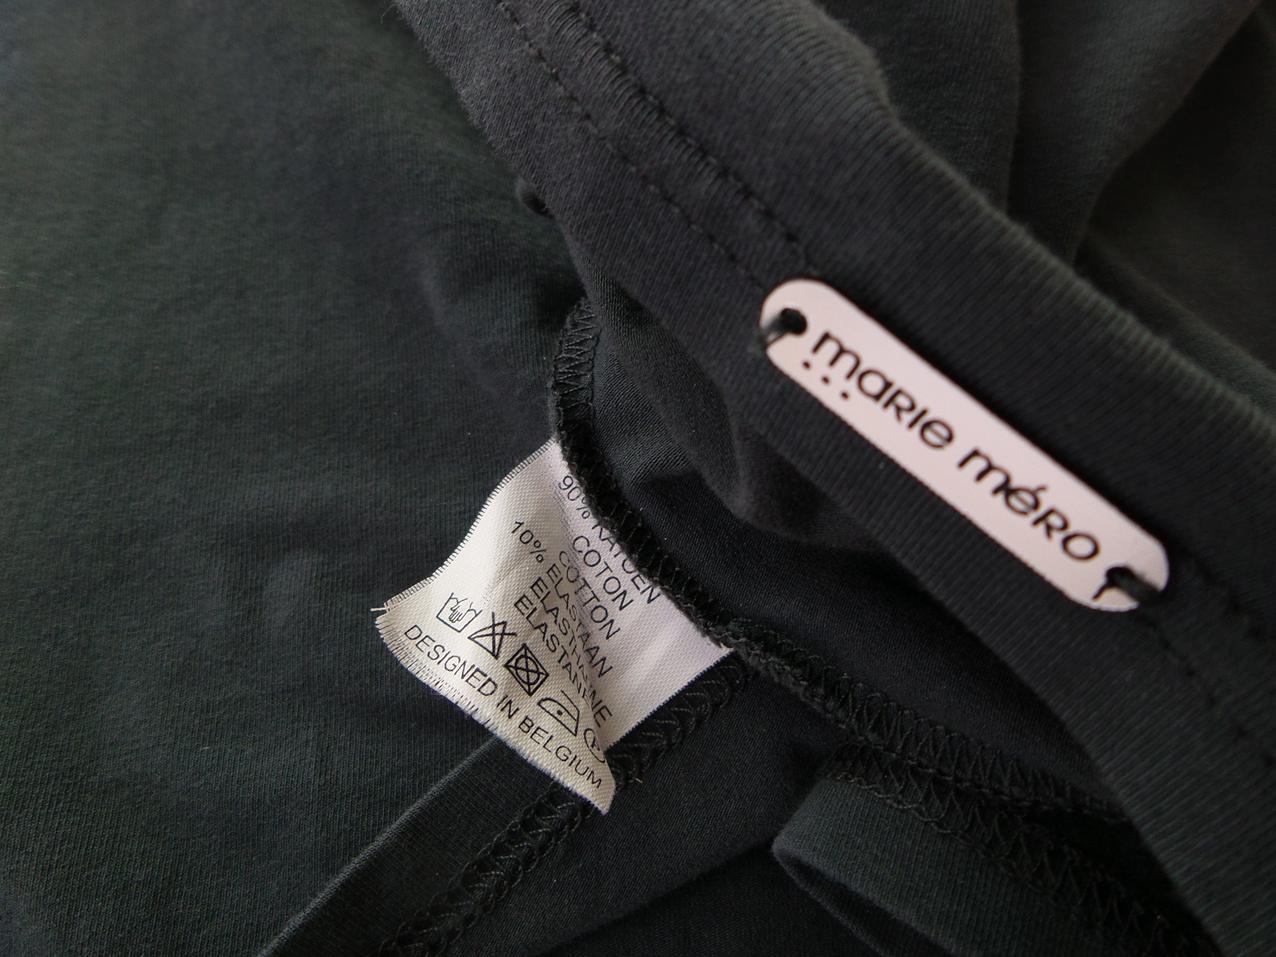 marie méro
90% KATOEN
COTON
COTTON
10% ELASTAAN
ELASTHANNE
ELASTANE
DESIGNED IN BELGIUM
P